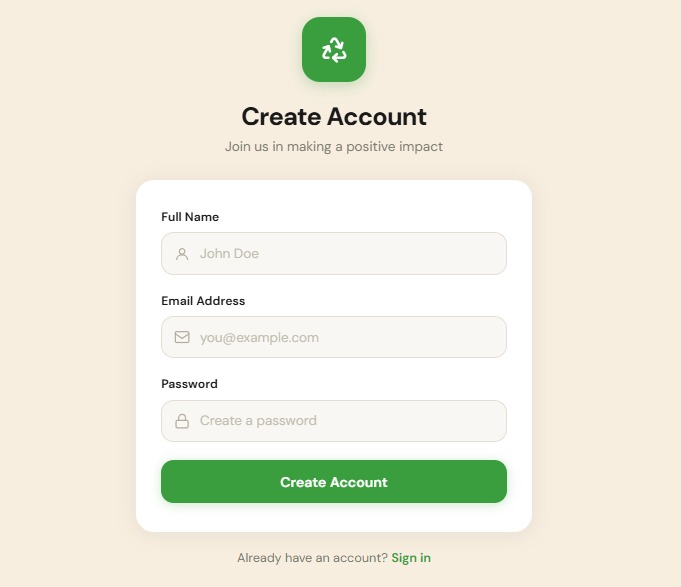 Create Account
Join us in making a positive impact
Full Name
John Doe
Email Address
you@example.com
Password
Create a password
Create Account
Already have an account? Sign in